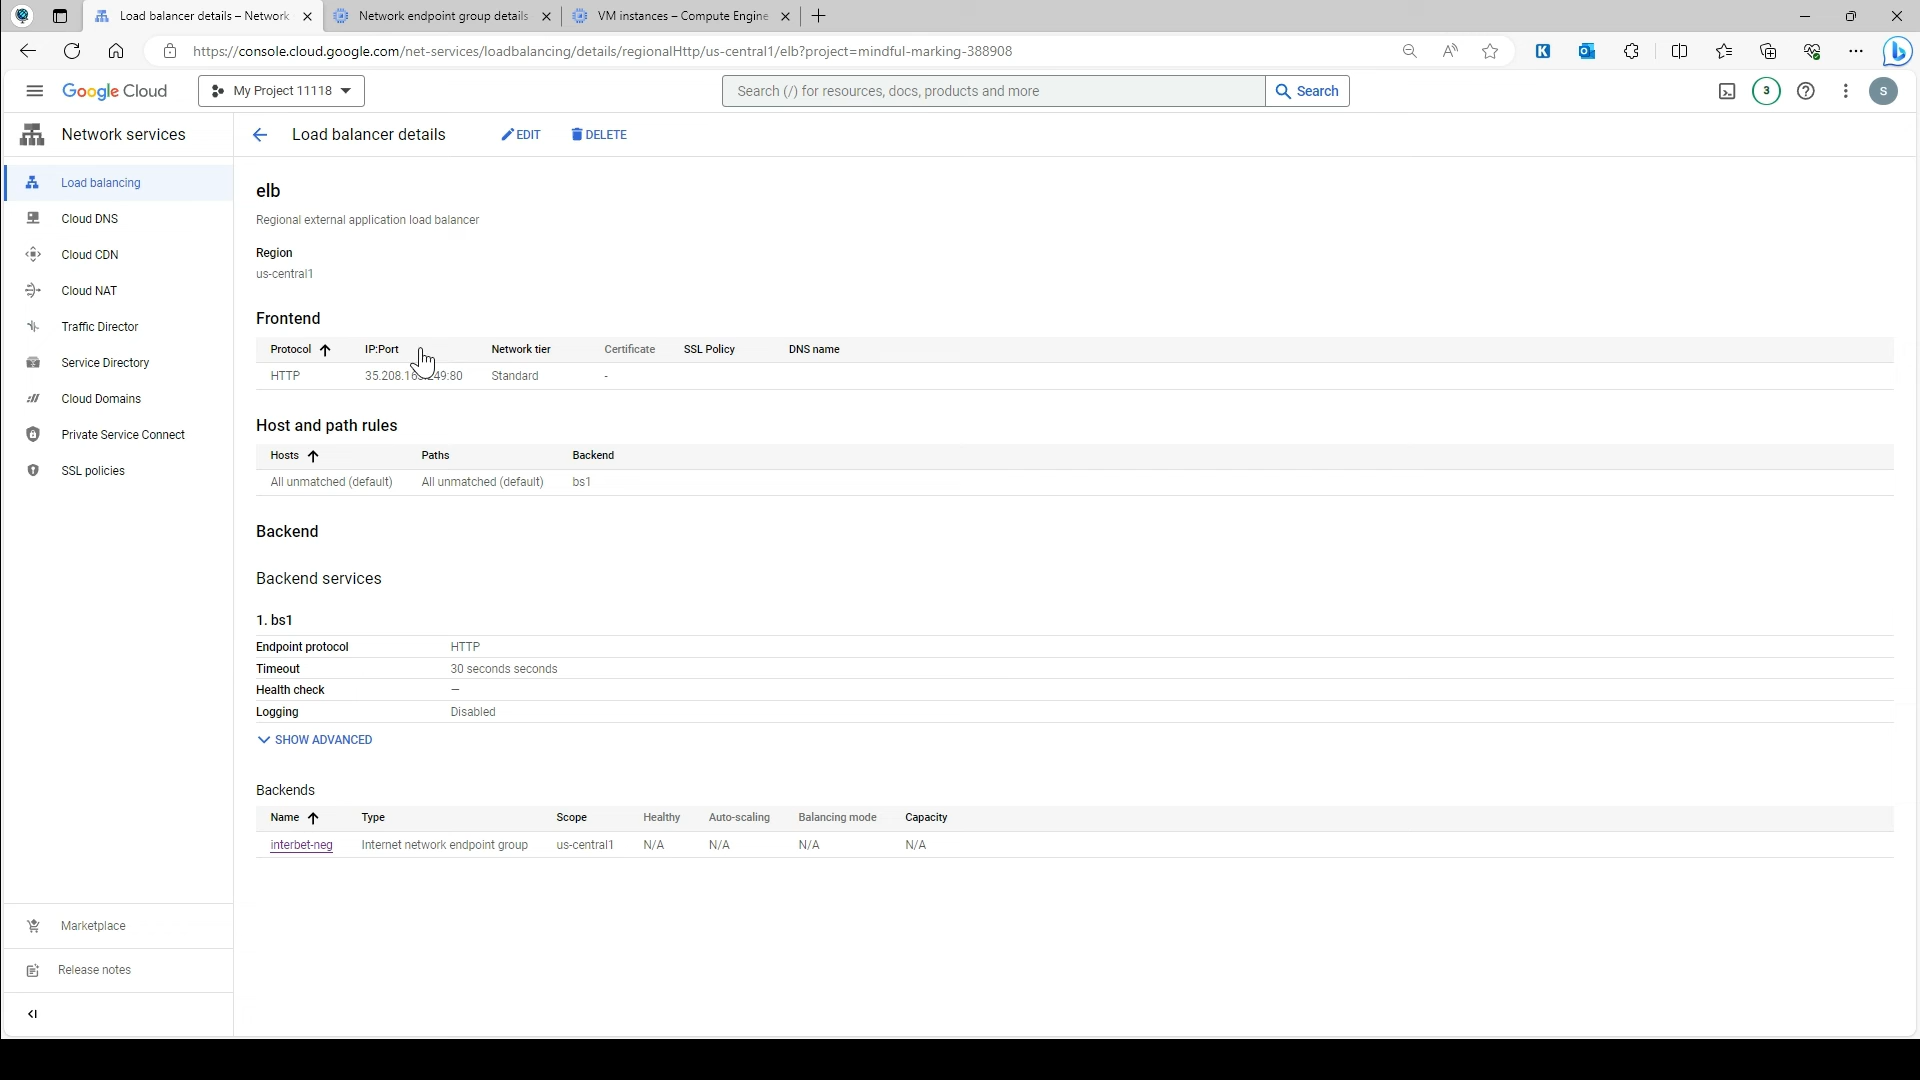 Load balancer details – Network
Network endpoint group details
VM instances – Compute Engine
https://console.cloud.google.com/net-services/loadbalancing/details/regionalHttp/us-central1/elb?project=mindful-marking-388908
Google Cloud
My Project 11118
Search (/) for resources, docs, products and more
Search
3
S
Network services
Load balancer details
EDIT
DELETE
Load balancing
Cloud DNS
Cloud CDN
Cloud NAT
Traffic Director
Service Directory
Cloud Domains
Private Service Connect
SSL policies
Marketplace
Release notes
elb
Regional external application load balancer
Region
us-central1
Frontend
Protocol IP:Port Network tier Certificate SSL Policy DNS name
HTTP Standard -
Host and path rules
Hosts Paths Backend
All unmatched (default) All unmatched (default) bs1
Backend
Backend services
1. bs1
Endpoint protocol HTTP
Timeout 30 seconds seconds
Health check —
Logging Disabled
SHOW ADVANCED
Backends
Name Type Scope Healthy Auto-scaling Balancing mode Capacity
interbet-neg Internet network endpoint group us-central1 N/A N/A N/A N/A